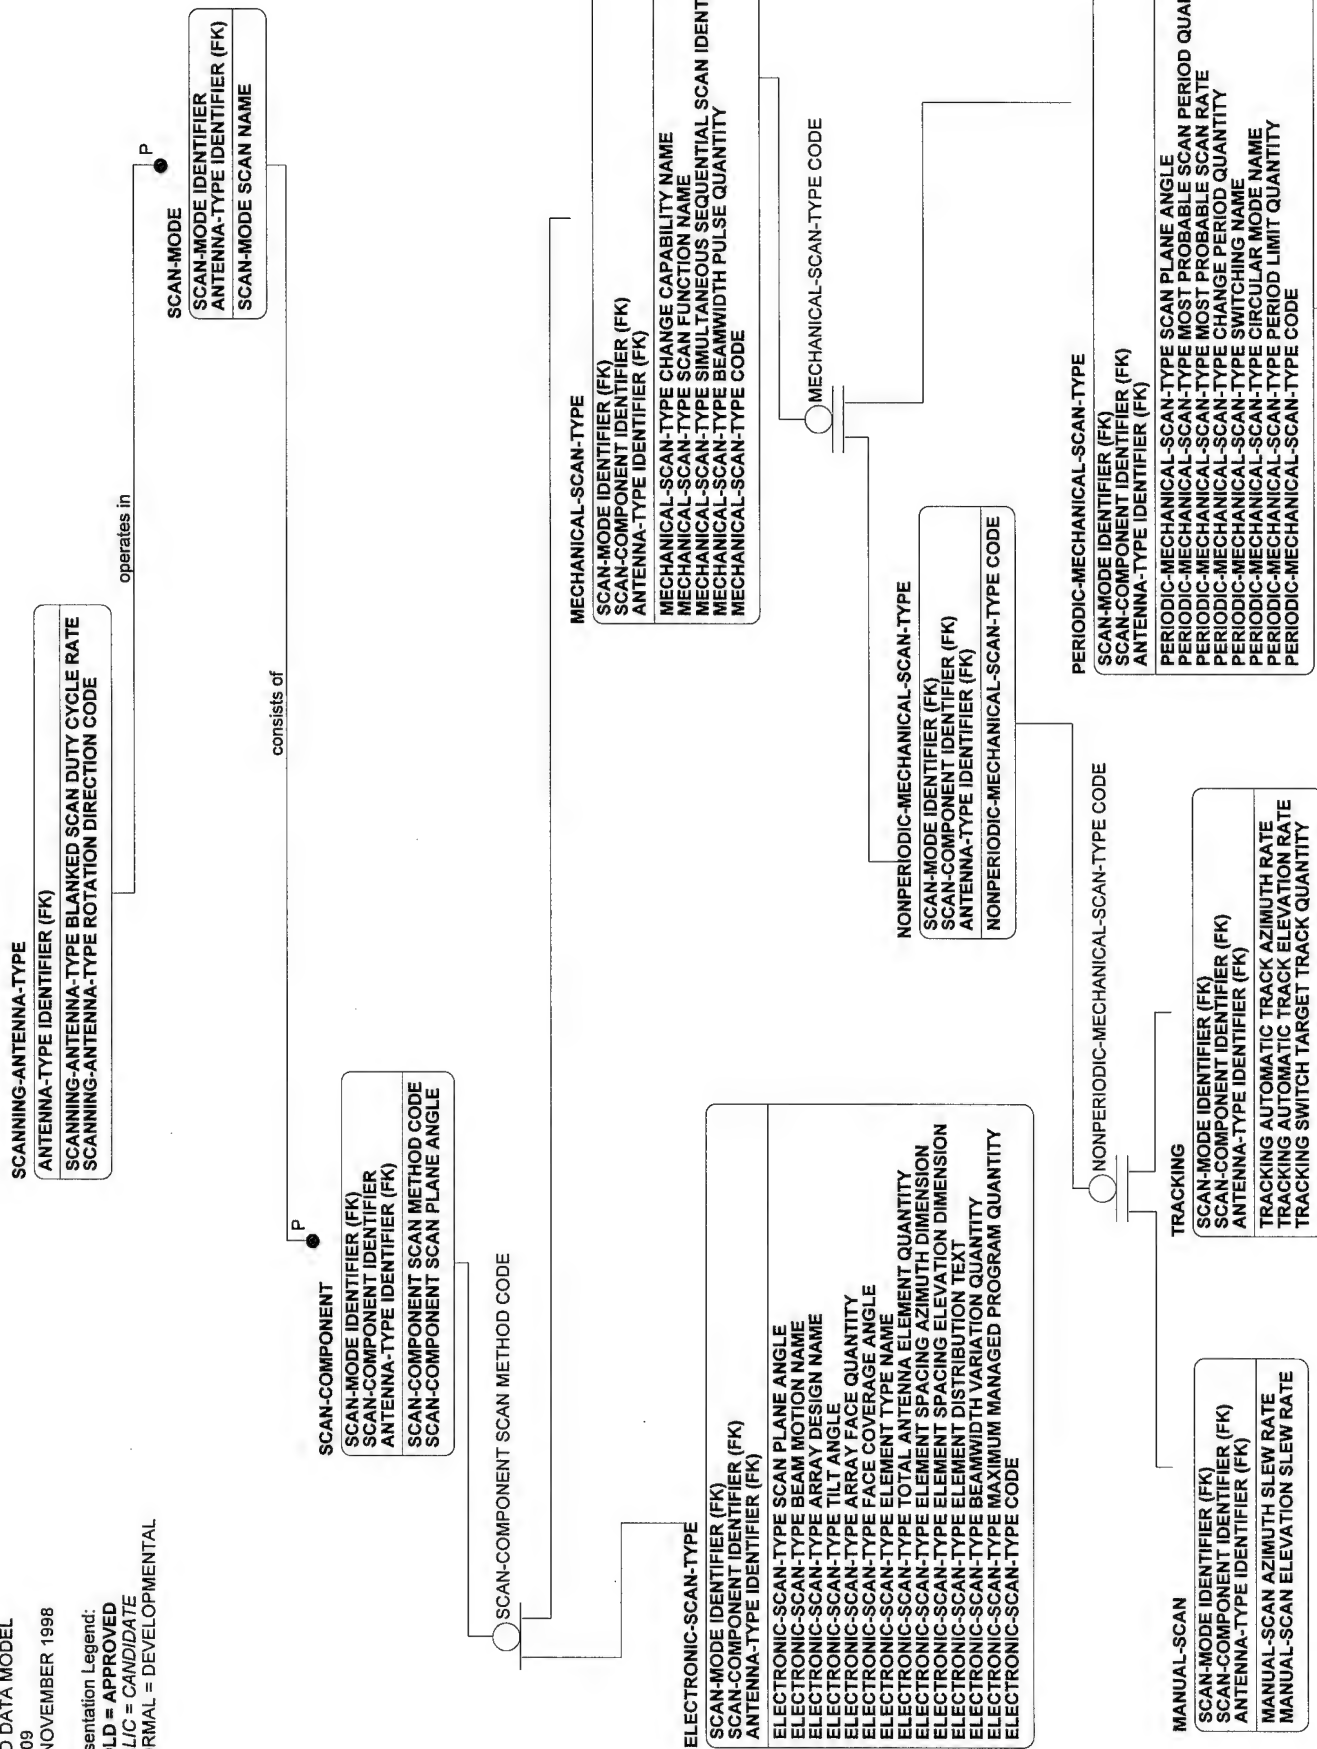 DATA MODEL
09
NOVEMBER 1998
sentation Legend:
LD = APPROVED
LIC = CANDIDATE
RMAL = DEVELOPMENTAL
SCANNING-ANTENNA-TYPE
ANTENNA-TYPE IDENTIFIER (FK)
SCANNING-ANTENNA-TYPE BLANKED SCAN DUTY CYCLE RATE
SCANNING-ANTENNA-TYPE ROTATION DIRECTION CODE
operates in
P
SCAN-MODE
SCAN-MODE IDENTIFIER
ANTENNA-TYPE IDENTIFIER (FK)
SCAN-MODE SCAN NAME
consists of
P
SCAN-COMPONENT
SCAN-MODE IDENTIFIER (FK)
SCAN-COMPONENT IDENTIFIER
ANTENNA-TYPE IDENTIFIER (FK)
SCAN-COMPONENT SCAN METHOD CODE
SCAN-COMPONENT SCAN PLANE ANGLE
SCAN-COMPONENT SCAN METHOD CODE
ELECTRONIC-SCAN-TYPE
SCAN-MODE IDENTIFIER (FK)
SCAN-COMPONENT IDENTIFIER (FK)
ANTENNA-TYPE IDENTIFIER (FK)
ELECTRONIC-SCAN-TYPE SCAN PLANE ANGLE
ELECTRONIC-SCAN-TYPE BEAM MOTION NAME
ELECTRONIC-SCAN-TYPE ARRAY DESIGN NAME
ELECTRONIC-SCAN-TYPE TILT ANGLE
ELECTRONIC-SCAN-TYPE ARRAY FACE QUANTITY
ELECTRONIC-SCAN-TYPE FACE COVERAGE ANGLE
ELECTRONIC-SCAN-TYPE ELEMENT TYPE NAME
ELECTRONIC-SCAN-TYPE TOTAL ANTENNA ELEMENT QUANTITY
ELECTRONIC-SCAN-TYPE ELEMENT SPACING AZIMUTH DIMENSION
ELECTRONIC-SCAN-TYPE ELEMENT SPACING ELEVATION DIMENSION
ELECTRONIC-SCAN-TYPE ELEMENT DISTRIBUTION TEXT
ELECTRONIC-SCAN-TYPE BEAMWIDTH VARIATION QUANTITY
ELECTRONIC-SCAN-TYPE MAXIMUM MANAGED PROGRAM QUANTITY
ELECTRONIC-SCAN-TYPE CODE
MECHANICAL-SCAN-TYPE
SCAN-MODE IDENTIFIER (FK)
SCAN-COMPONENT IDENTIFIER (FK)
ANTENNA-TYPE IDENTIFIER (FK)
MECHANICAL-SCAN-TYPE CHANGE CAPABILITY NAME
MECHANICAL-SCAN-TYPE SCAN FUNCTION NAME
MECHANICAL-SCAN-TYPE SIMULTANEOUS SEQUENTIAL SCAN IDENT
MECHANICAL-SCAN-TYPE BEAMWIDTH PULSE QUANTITY
MECHANICAL-SCAN-TYPE CODE
MECHANICAL-SCAN-TYPE CODE
NONPERIODIC-MECHANICAL-SCAN-TYPE
SCAN-MODE IDENTIFIER (FK)
SCAN-COMPONENT IDENTIFIER (FK)
ANTENNA-TYPE IDENTIFIER (FK)
NONPERIODIC-MECHANICAL-SCAN-TYPE CODE
PERIODIC-MECHANICAL-SCAN-TYPE
SCAN-MODE IDENTIFIER (FK)
SCAN-COMPONENT IDENTIFIER (FK)
ANTENNA-TYPE IDENTIFIER (FK)
PERIODIC-MECHANICAL-SCAN-TYPE SCAN PLANE ANGLE
PERIODIC-MECHANICAL-SCAN-TYPE MOST PROBABLE SCAN PERIOD QUAN
PERIODIC-MECHANICAL-SCAN-TYPE MOST PROBABLE SCAN RATE
PERIODIC-MECHANICAL-SCAN-TYPE CHANGE PERIOD QUANTITY
PERIODIC-MECHANICAL-SCAN-TYPE SWITCHING NAME
PERIODIC-MECHANICAL-SCAN-TYPE CIRCULAR MODE NAME
PERIODIC-MECHANICAL-SCAN-TYPE PERIOD LIMIT QUANTITY
PERIODIC-MECHANICAL-SCAN-TYPE CODE
NONPERIODIC-MECHANICAL-SCAN-TYPE CODE
MANUAL-SCAN
SCAN-MODE IDENTIFIER (FK)
SCAN-COMPONENT IDENTIFIER (FK)
ANTENNA-TYPE IDENTIFIER (FK)
MANUAL-SCAN AZIMUTH SLEW RATE
MANUAL-SCAN ELEVATION SLEW RATE
TRACKING
SCAN-MODE IDENTIFIER (FK)
SCAN-COMPONENT IDENTIFIER (FK)
ANTENNA-TYPE IDENTIFIER (FK)
TRACKING AUTOMATIC TRACK AZIMUTH RATE
TRACKING AUTOMATIC TRACK ELEVATION RATE
TRACKING SWITCH TARGET TRACK QUANTITY